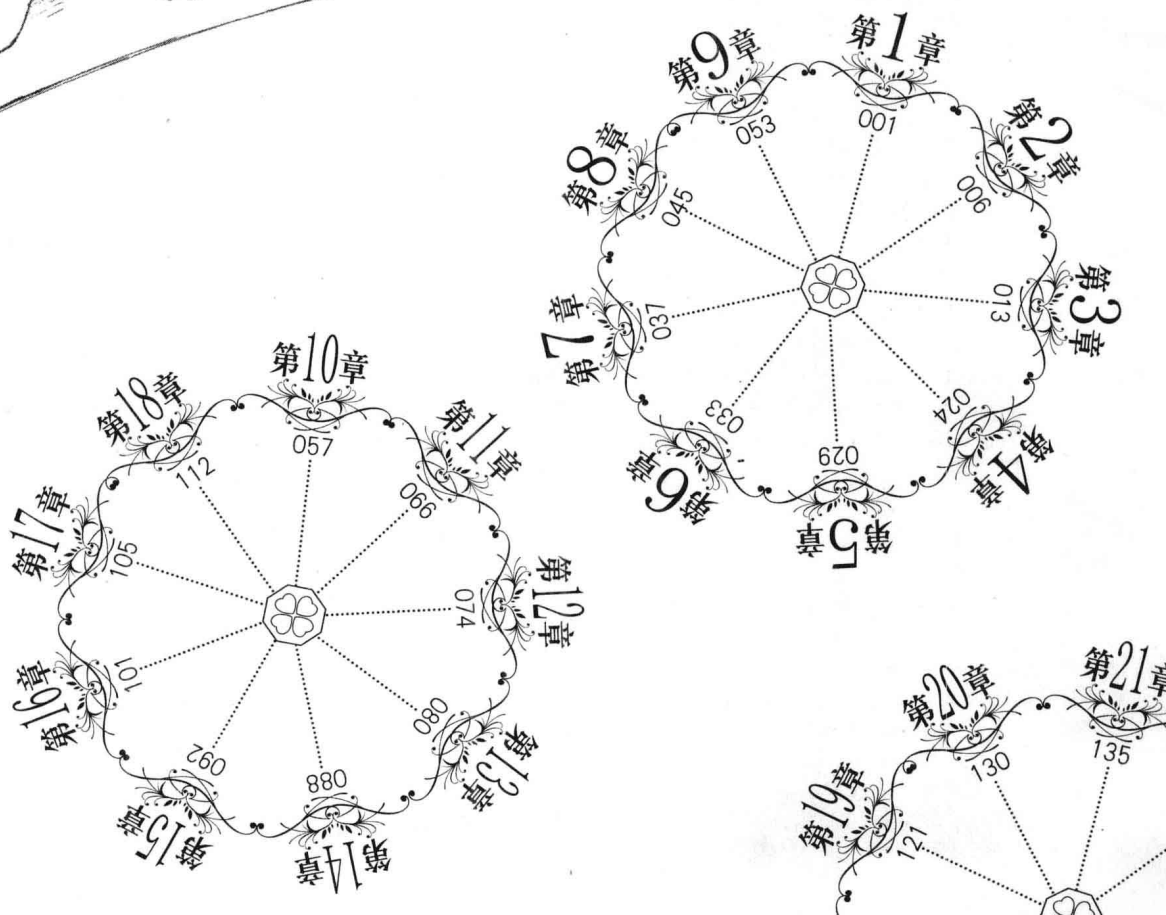 第1章
001
第2章
006
第3章
013
第4章
024
第5章
029
第6章
033
第7章
037
第8章
045
第9章
053
第10章
057
第11章
066
第12章
074
第13章
080
第14章
088
第15章
092
第16章
101
第17章
105
第18章
112
第19章
121
第20章
130
第21章
135